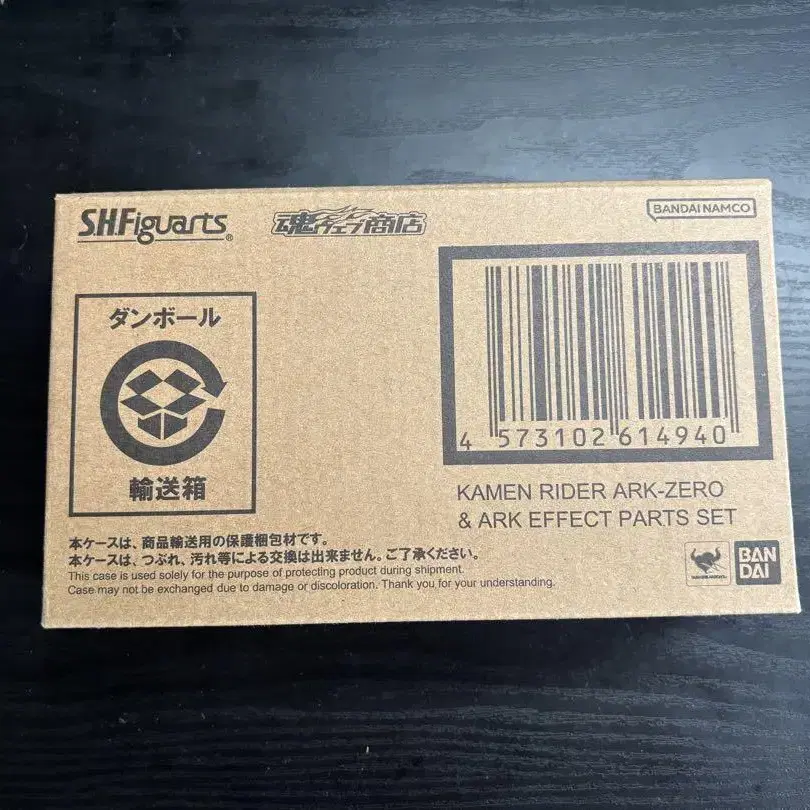 S.H.Figuarts®
魂ウェブ商店
BANDAI NAMCO
ダンボール
輸送箱
4 573102 614940
KAMEN RIDER ARK-ZERO
& ARK EFFECT PARTS SET
本ケースは、商品輸送用の保護梱包材です。
本ケースは、つぶれ、汚れ等による交換は出来ません。ご了承ください。
This case is used solely for the purpose of protecting product during shipment.
Case may not be exchanged due to damage or discoloration. Thank you for your understanding.
BAN
DAI